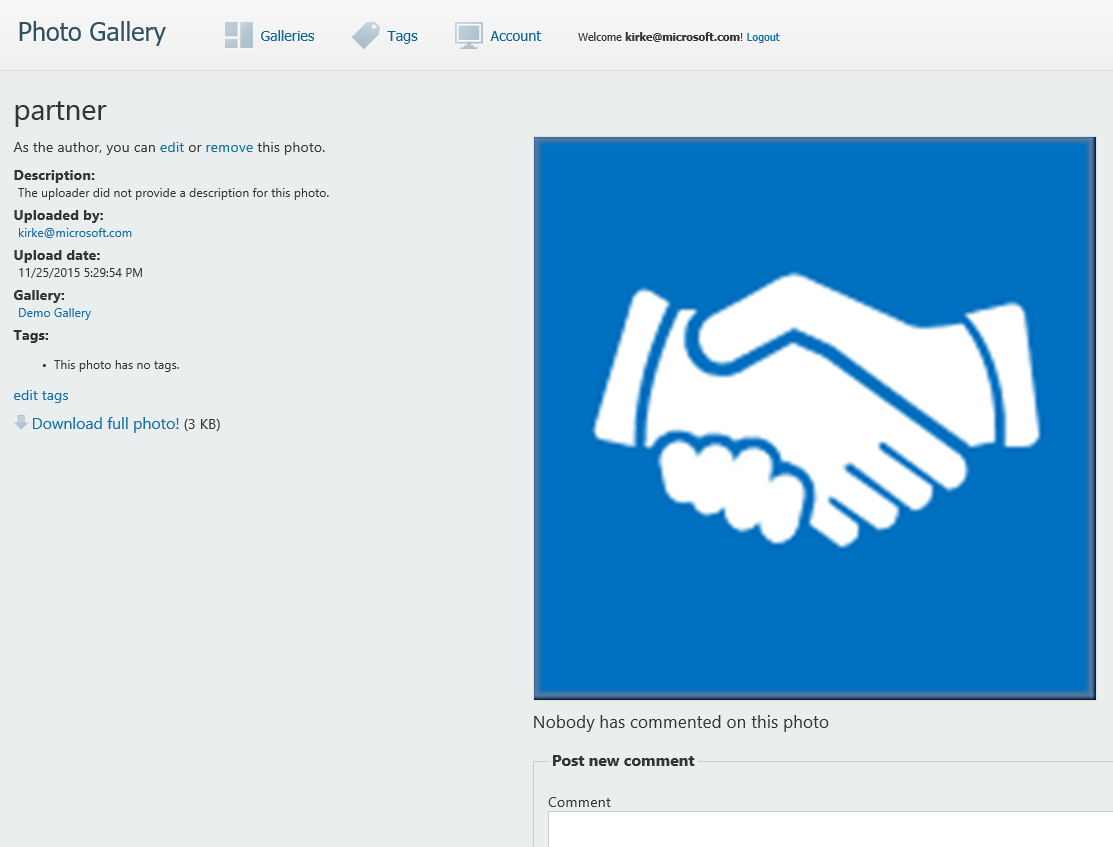 Photo Gallery
Galleries
Tags
Account
Welcome kirke@microsoft.com! Logout
partner
As the author, you can edit or remove this photo.
Description:
The uploader did not provide a description for this photo.
Uploaded by:
kirke@microsoft.com
Upload date:
11/25/2015 5:29:54 PM
Gallery:
Demo Gallery
Tags:
• This photo has no tags.
edit tags
Download full photo! (3 KB)
Nobody has commented on this photo
Post new comment
Comment